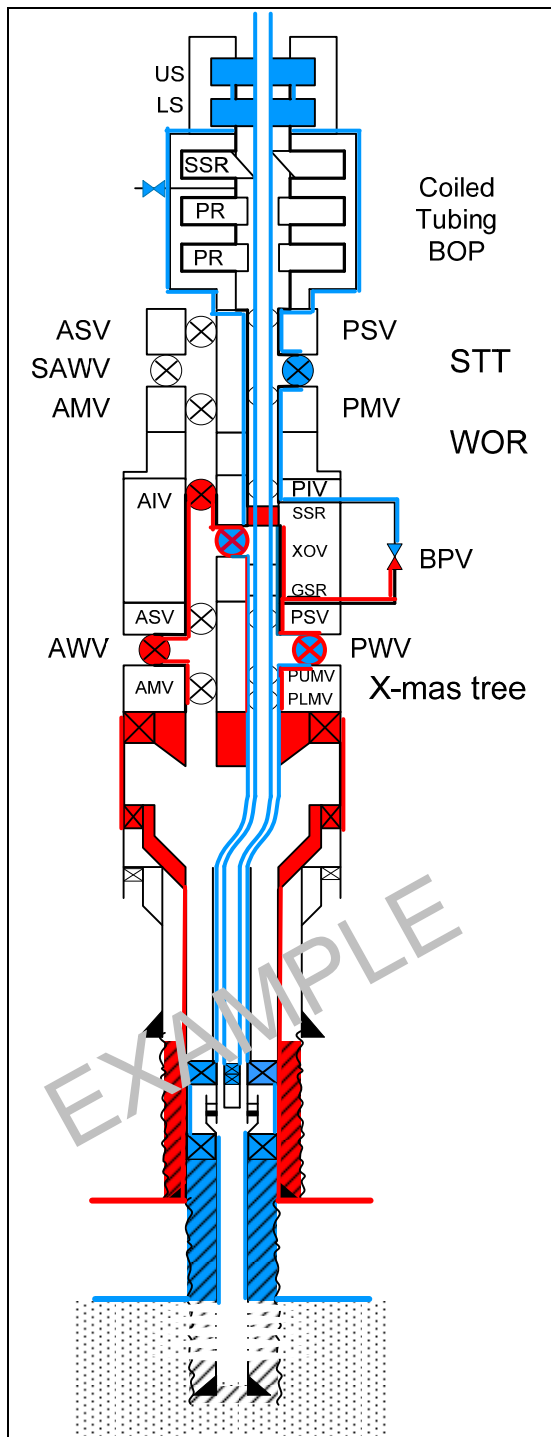 US
LS
SSR
PR
PR
Coiled
Tubing
BOP
ASV
PSV
SAWV
STT
AMV
PMV
WOR
AIV
PIV
SSR
XOV
BPV
GSR
ASV
PSV
AWV
PWV
AMV
PUMV
PLMV
X-mas tree
EXAMPLE